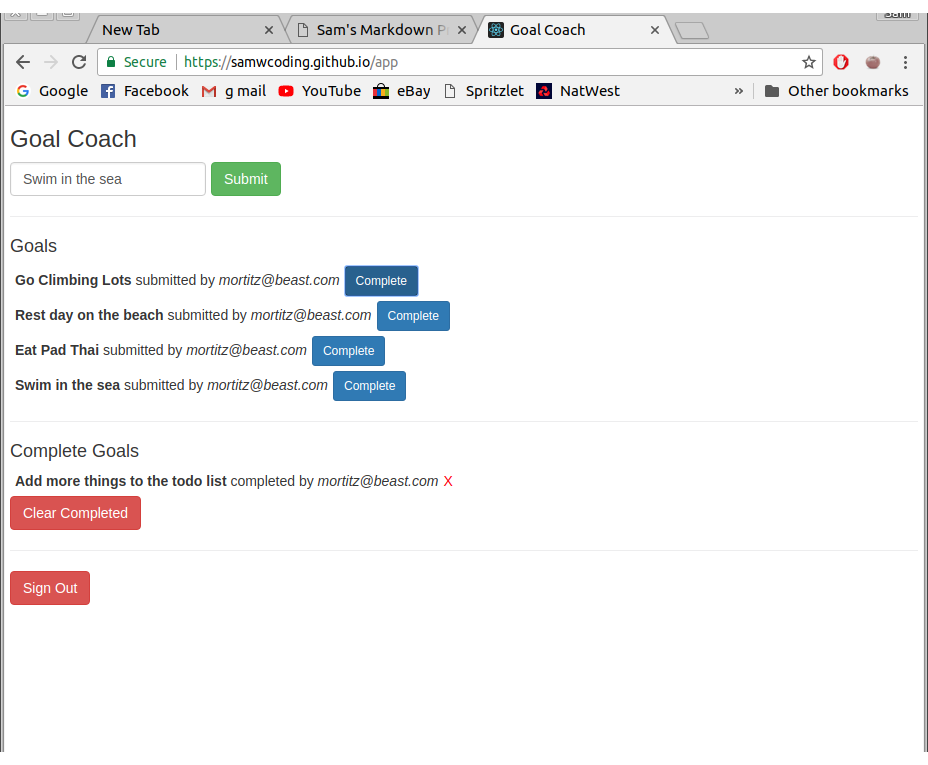 Sam
New Tab Sam's Markdown P Goal Coach
Secure https://samwcoding.github.io/app
Google Facebook g mail YouTube eBay Spritzlet NatWest » Other bookmarks
Goal Coach
Swim in the sea Submit
Goals
Go Climbing Lots submitted by mortitz@beast.com Complete
Rest day on the beach submitted by mortitz@beast.com Complete
Eat Pad Thai submitted by mortitz@beast.com Complete
Swim in the sea submitted by mortitz@beast.com Complete
Complete Goals
Add more things to the todo list completed by mortitz@beast.com X
Clear Completed
Sign Out